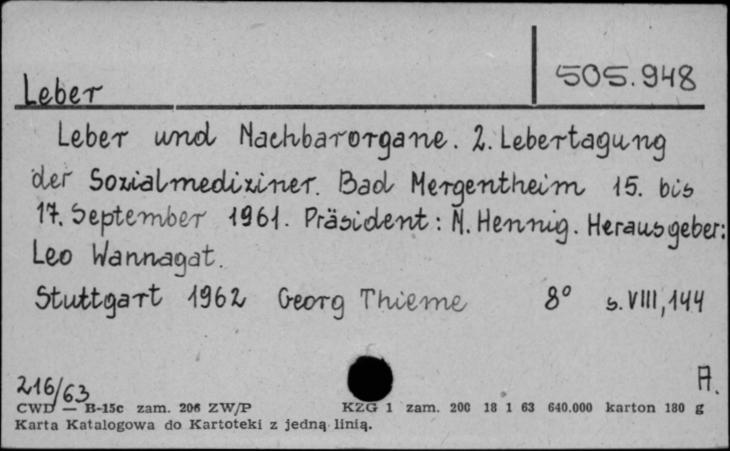 505.948
Leber
Leber und Nachbarorgane. 2. Lebertagung
der Sozialmediziner. Bad Mergentheim 15. bis
17. September 1961. Präsident: N. Hennig. Herausgeber:
Leo Wannagat.
Stuttgart 1962 Georg Thieme 8° s. VIII, 144
A.
216/63
CWD — B-15c zam. 206 ZW/P KZG 1 zam. 200 18 1 63 640.000 karton 180 g
Karta Katalogowa do Kartoteki z jedną linią.